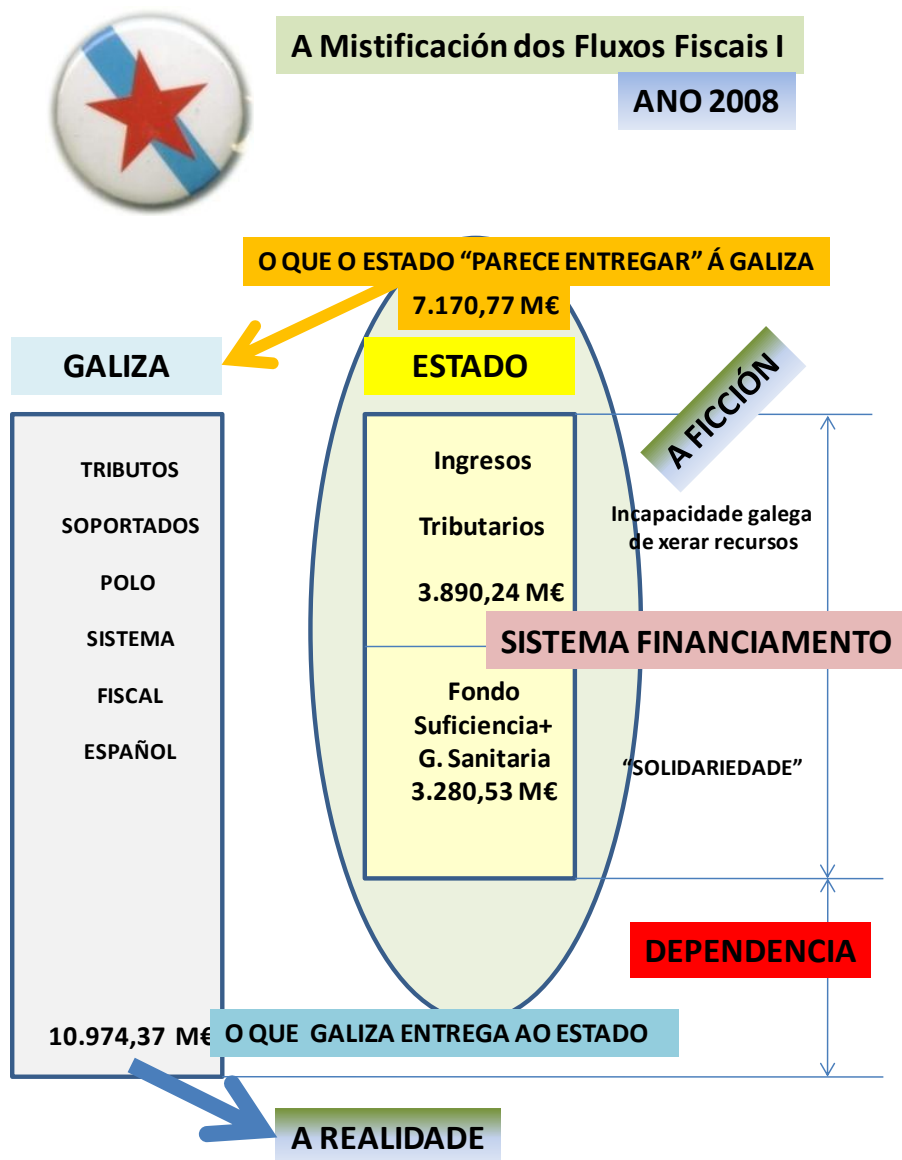 A Mistificación dos Fluxos Fiscais I
ANO 2008
O QUE O ESTADO “PARECE ENTREGAR” Á GALIZA
7.170,77 M€
GALIZA
ESTADO
A FICCIÓN
TRIBUTOS
SOPORTADOS
POLO
SISTEMA
FISCAL
ESPAÑOL
10.974,37 M€
Ingresos
Tributarios
3.890,24 M€
Fondo
Suficiencia+
G. Sanitaria
3.280,53 M€
Incapacidade galega
de xerar recursos
SISTEMA FINANCIAMENTO
“SOLIDARIEDADE”
DEPENDENCIA
O QUE GALIZA ENTREGA AO ESTADO
A REALIDADE